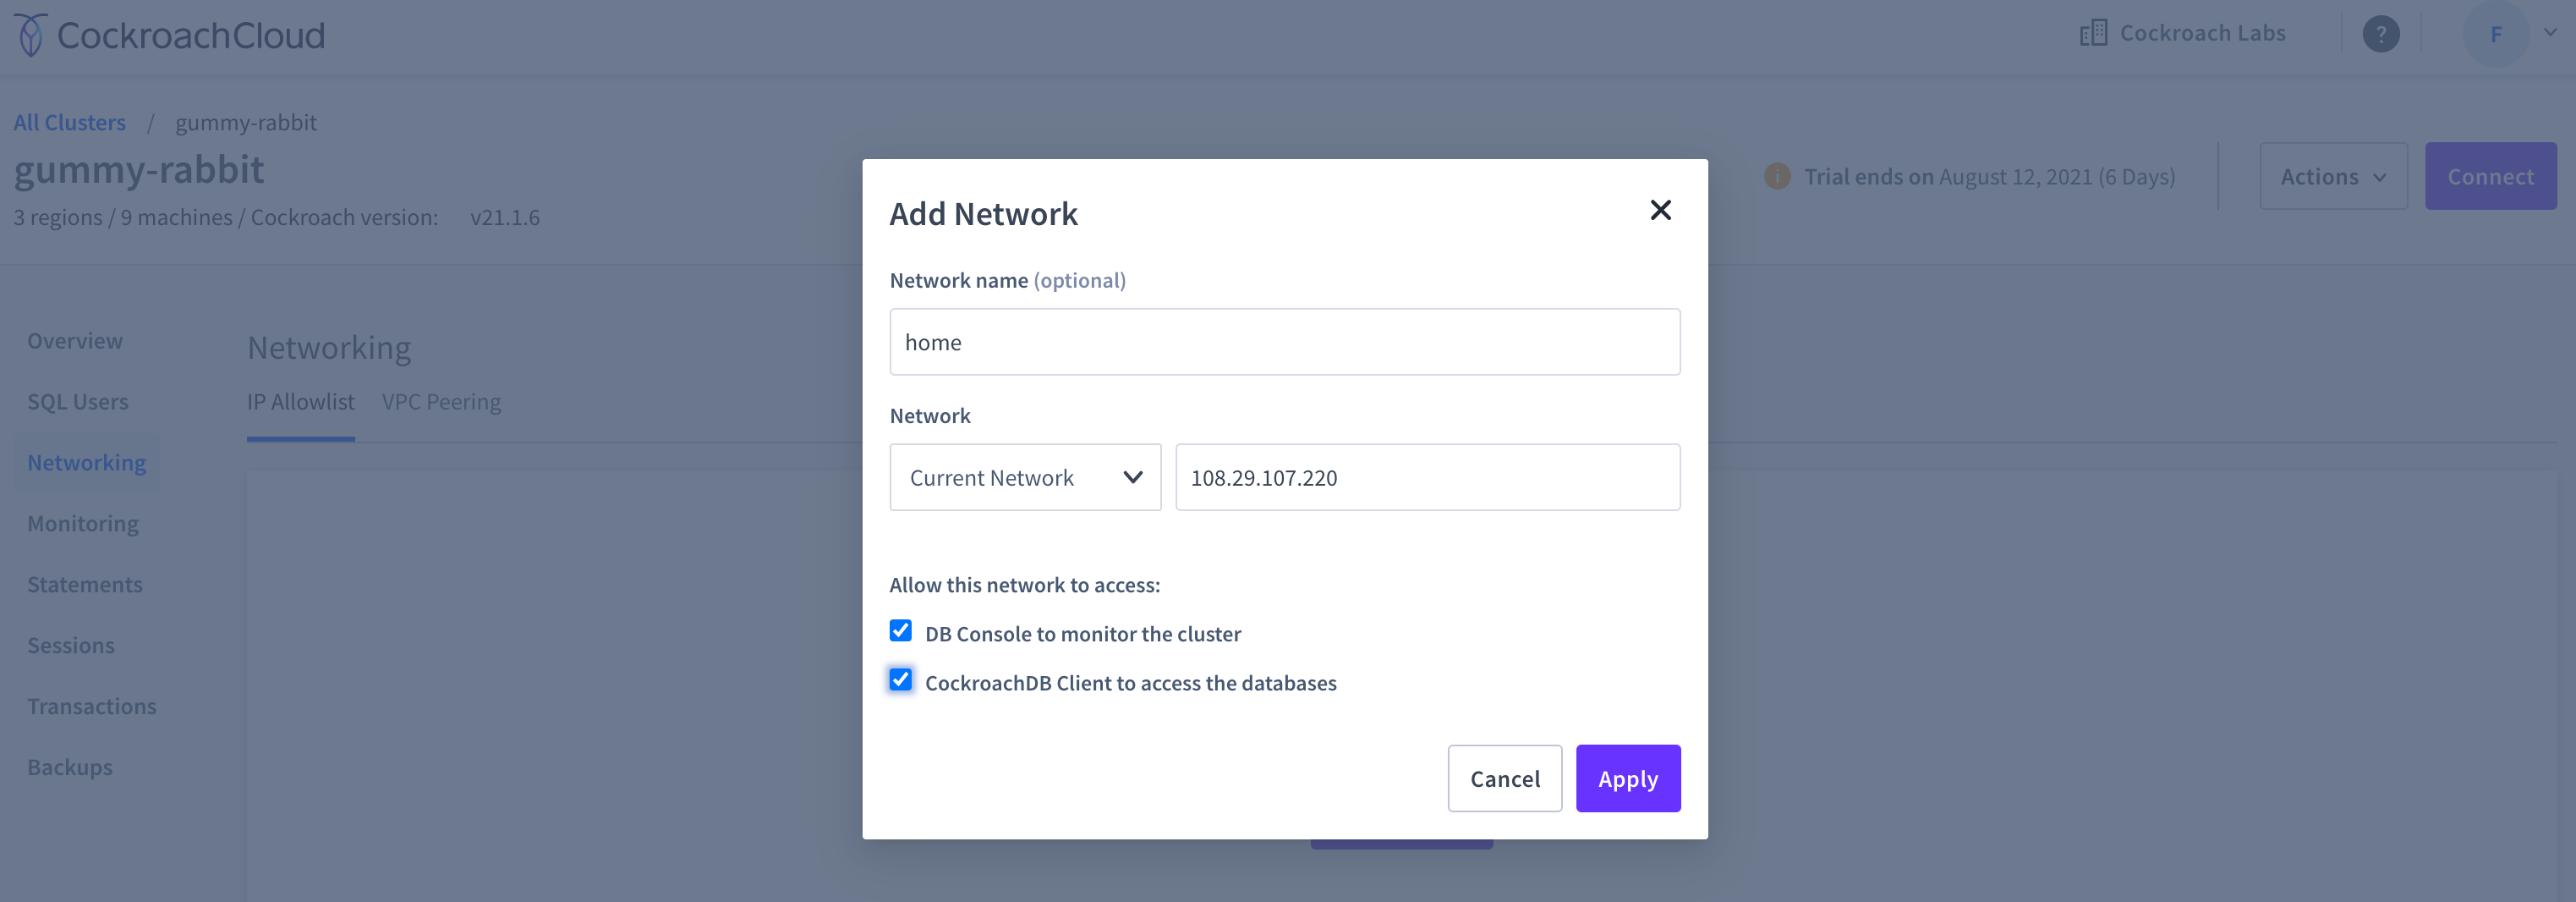 CockroachCloud
Cockroach Labs
?
F
All Clusters / gummy-rabbit
gummy-rabbit
3 regions / 9 machines / Cockroach version: v21.1.6
Trial ends on August 12, 2021 (6 Days)
Actions
Connect
Overview
SQL Users
Networking
Monitoring
Statements
Sessions
Transactions
Backups
Networking
IP Allowlist VPC Peering
Add Network
Network name (optional)
home
Network
Current Network 108.29.107.220
Allow this network to access:
DB Console to monitor the cluster
CockroachDB Client to access the databases
Cancel Apply